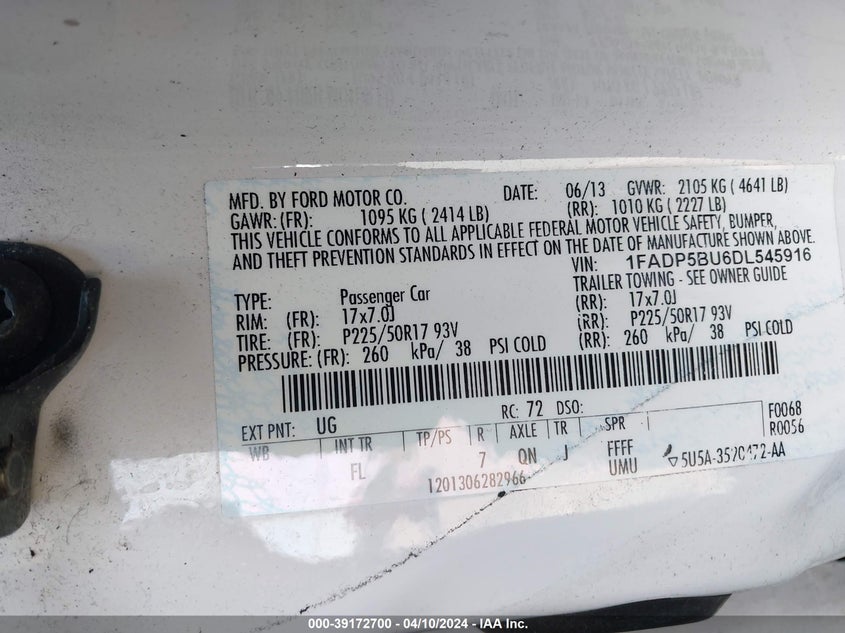 MFD. BY FORD MOTOR CO. DATE: 06/13 GVWR: 2105 KG ( 4641 LB)
GAWR: (FR): 1095 KG ( 2414 LB) (RR): 1010 KG ( 2227 LB)
THIS VEHICLE CONFORMS TO ALL APPLICABLE FEDERAL MOTOR VEHICLE SAFETY, BUMPER,
AND THEFT PREVENTION STANDARDS IN EFFECT ON THE DATE OF MANUFACTURE SHOWN ABOVE.
VIN: 1FADP5BU6DL545916
TRAILER TOWING - SEE OWNER GUIDE
TYPE: Passenger Car
RIM: (FR): 17x7.0J (RR): 17x7.0J
TIRE: (FR): P225/50R17 93V (RR): P225/50R17 93V
PRESSURE: (FR): 260 kPa/ 38 PSI COLD (RR): 260 kPa/ 38 PSI COLD
EXT PNT: UG RC: 72 DSO: F0068
WB INT TR TP/PS R AXLE TR SPR R0056
FL 7 QN J FFFF
UMU
1201306282966
000-39172700 - 04/10/2024 - IAA Inc.